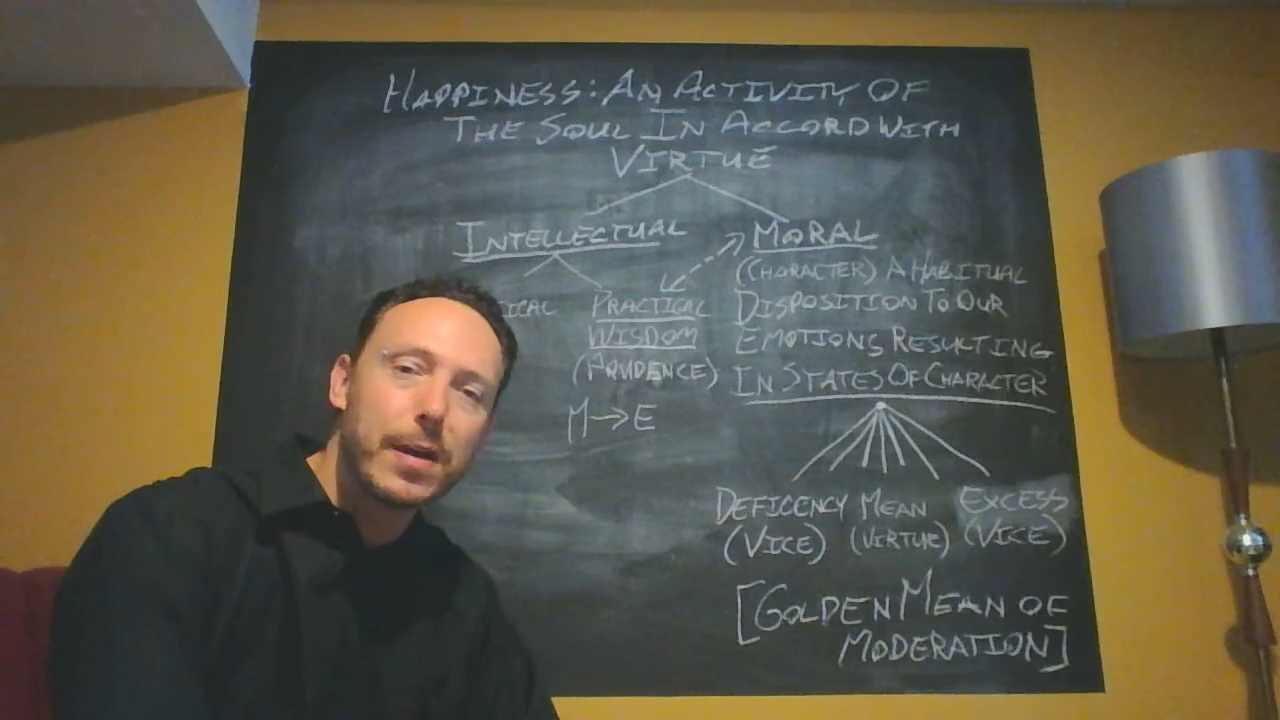 HAPPINESS: AN ACTIVITY OF
THE SOUL IN ACCORD WITH
VIRTUE
INTELLECTUAL
MORAL
ICAL
PRACTICAL
WISDOM
(PRUDENCE)
M→E
(CHARACTER) A HABITUAL
DISPOSITION TO OUR
EMOTIONS RESULTING
IN STATES OF CHARACTER
DEFICENCY MEAN EXCESS
(VICE) (VIRTUE) (VICE)
[GOLDEN MEAN OF
MODERATION]